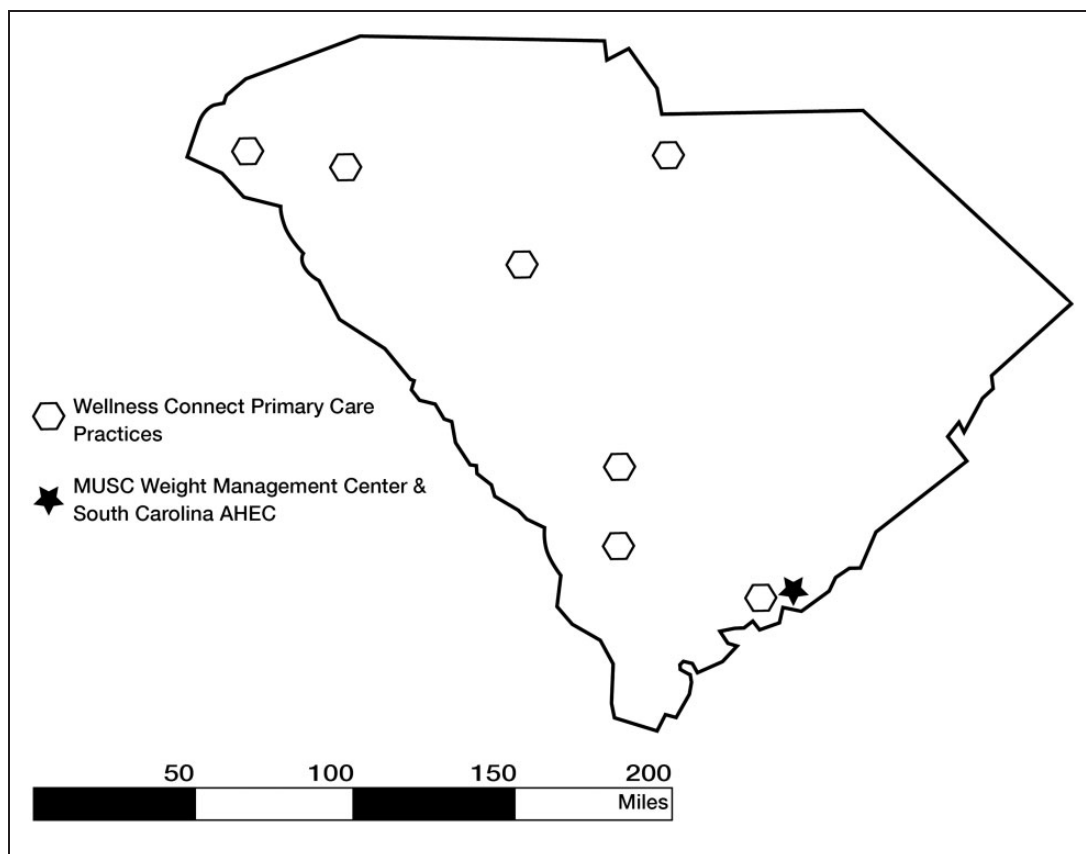 Wellness Connect Primary Care
Practices
MUSC Weight Management Center &
South Carolina AHEC
50 100 150 200
Miles